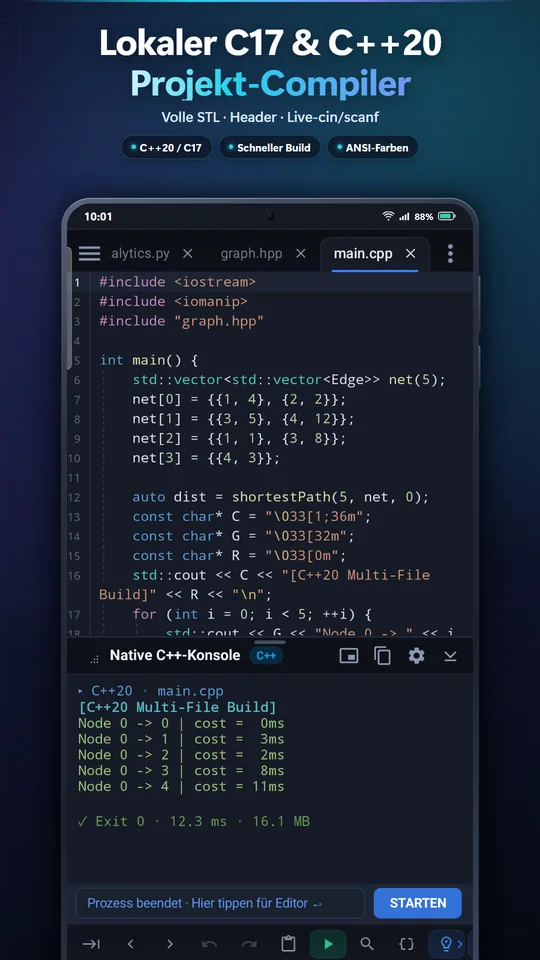 Lokaler C17 & C++20
Projekt-Compiler
Volle STL · Header · Live-cin/scanf
C++20 / C17 Schneller Build ANSI-Farben
10:01 88%
alytics.py graph.hpp main.cpp
1 #include <iostream>
2 #include <iomanip>
3 #include "graph.hpp"
4
5 int main() {
6 std::vector<std::vector<Edge>> net(5);
7 net[0] = {{1, 4}, {2, 2}};
8 net[1] = {{3, 5}, {4, 12}};
9 net[2] = {{1, 1}, {3, 8}};
10 net[3] = {{4, 3}};
11
12 auto dist = shortestPath(5, net, 0);
13 const char* C = "\033[1;36m";
14 const char* G = "\033[32m";
15 const char* R = "\033[0m";
16 std::cout << C << "[C++20 Multi-File
Build]" << R << "\n";
17 for (int i = 0; i < 5; ++i) {
18 std::cout << G << "Node 0 -> " << i
Native C++-Konsole C++
▸ C++20 · main.cpp
[C++20 Multi-File Build]
Node 0 -> 0 | cost = 0ms
Node 0 -> 1 | cost = 3ms
Node 0 -> 2 | cost = 2ms
Node 0 -> 3 | cost = 8ms
Node 0 -> 4 | cost = 11ms
✓ Exit 0 · 12.3 ms · 16.1 MB
Prozess beendet · Hier tippen für Editor ↩
STARTEN